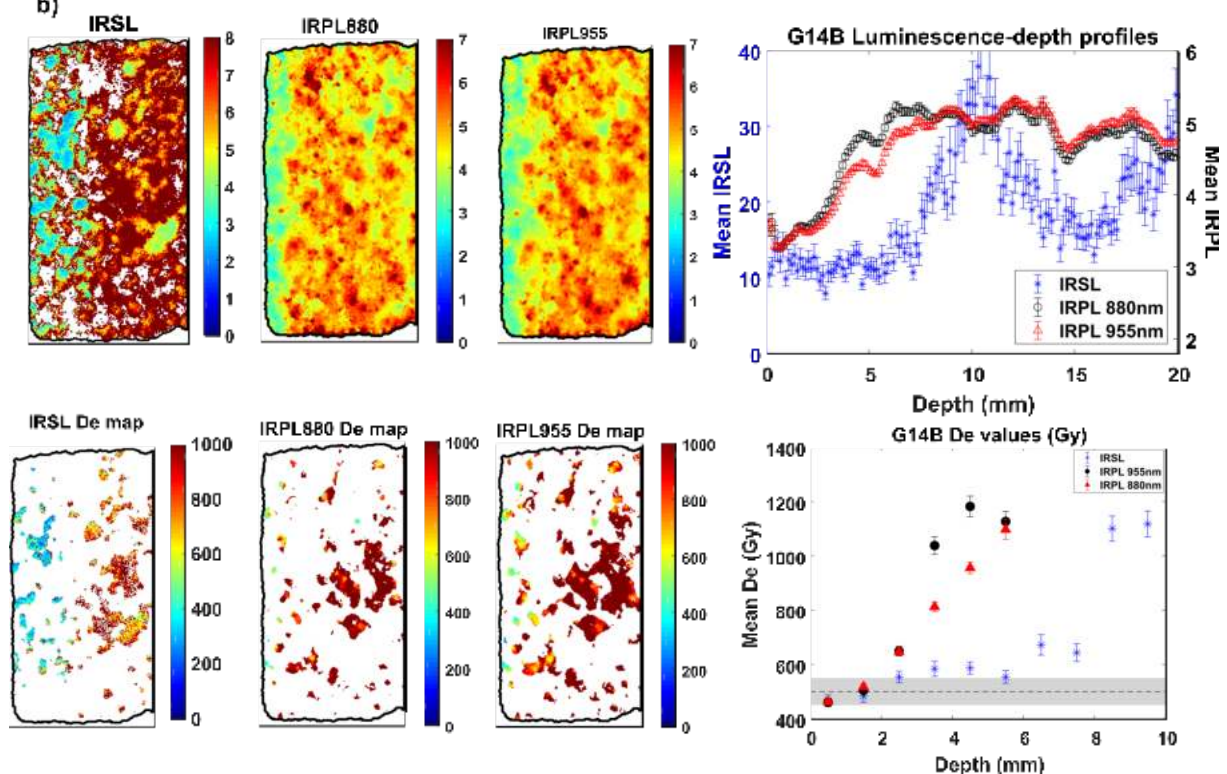 b)
IRSL
IRPL880
IRPL955
G14B Luminescence-depth profiles
8
7
6
5
4
3
2
1
0
7
6
5
4
3
2
1
0
7
6
5
4
3
2
1
0
Mean IRSL
40
30
20
10
0
6
5
4
3
2
Mean IRPL
IRSL
IRPL 880nm
IRPL 955nm
0 5 10 15 20
Depth (mm)
IRSL De map
IRPL880 De map
IRPL955 De map
G14B De values (Gy)
1000
800
600
400
200
0
1000
800
600
400
200
0
1000
800
600
400
200
0
Mean De (Gy)
1400
1200
1000
800
600
400
IRSL
IRPL 955nm
IRPL 880nm
0 2 4 6 8 10
Depth (mm)